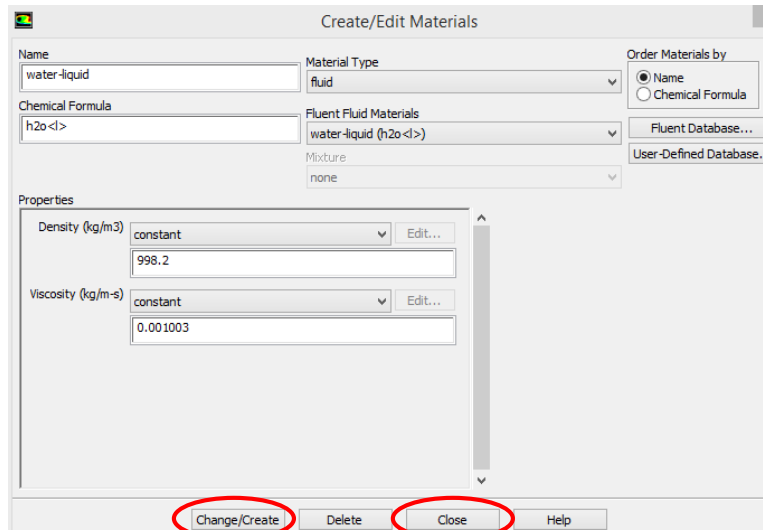 Create/Edit Materials
Name
water-liquid
Chemical Formula
h2o<l>
Material Type
fluid
Fluent Fluid Materials
water-liquid (h2o<l>)
Mixture
none
Order Materials by
Name
Chemical Formula
Fluent Database...
User-Defined Database.
Properties
Density (kg/m3) constant Edit...
998.2
Viscosity (kg/m-s) constant Edit...
0.001003
Change/Create Delete Close Help